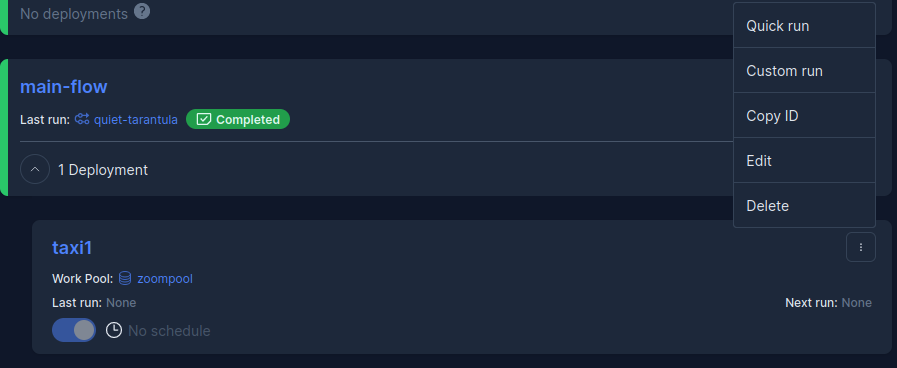 No deployments ?
Quick run
Custom run
Copy ID
Edit
Delete
main-flow
Last run: quiet-tarantula Completed
1 Deployment
taxi1
Work Pool: zoompool
Last run: None
Next run: None
No schedule